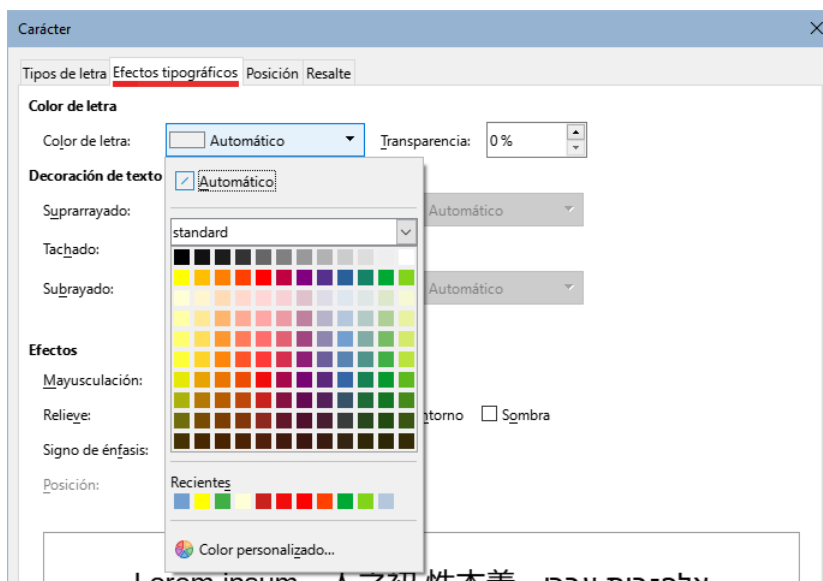 Carácter
Tipos de letra Efectos tipográficos Posición Resalte
Color de letra
Color de letra: Automático Transparencia: 0 %
Automático
Decoración de texto
standard
Suprarrayado: Automático
Tachado:
Subrayado: Automático
Efectos
Mayusculación:
Relieve: Sombra
Signo de énfasis:
Posición:
Recientes
Color personalizado...